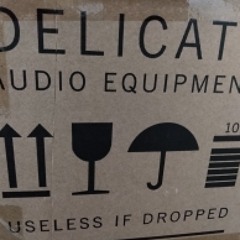 DELICAT
AUDIO EQUIPMEN
10
USELESS IF DROPPED